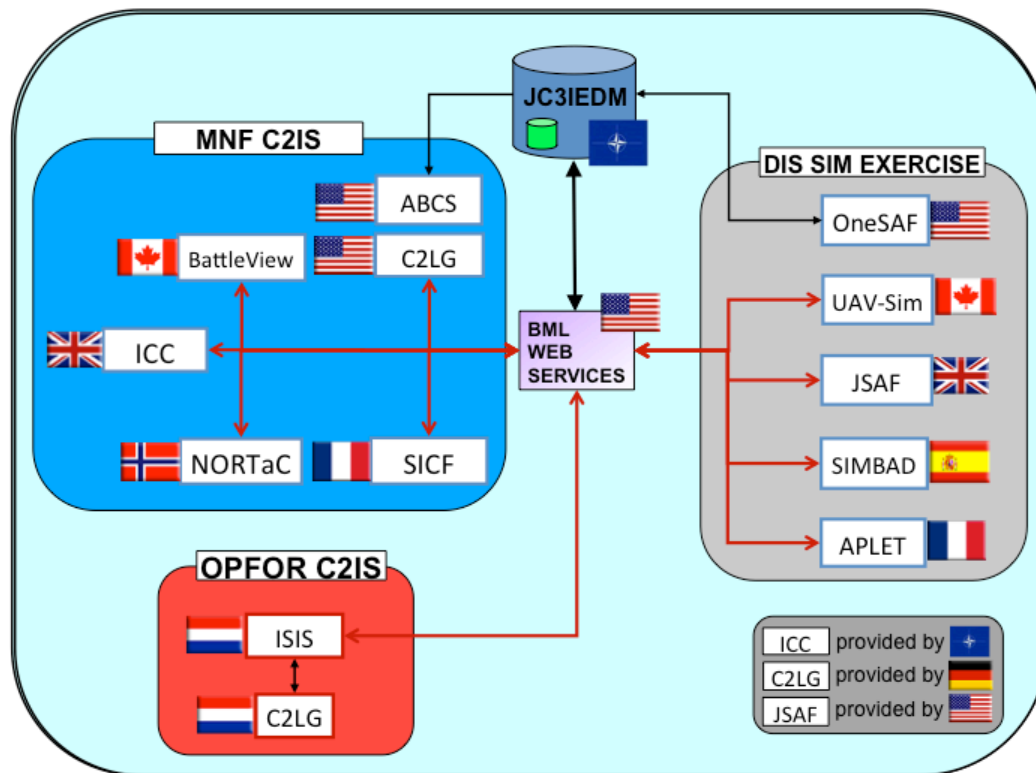 JC3IEDM
MNF C2IS
ABCS
BattleView
C2LG
ICC
NORTaC
SICF
BML
WEB
SERVICES
DIS SIM EXERCISE
OneSAF
UAV-Sim
JSAF
SIMBAD
APLET
OPFOR C2IS
ISIS
C2LG
ICC provided by
C2LG provided by
JSAF provided by